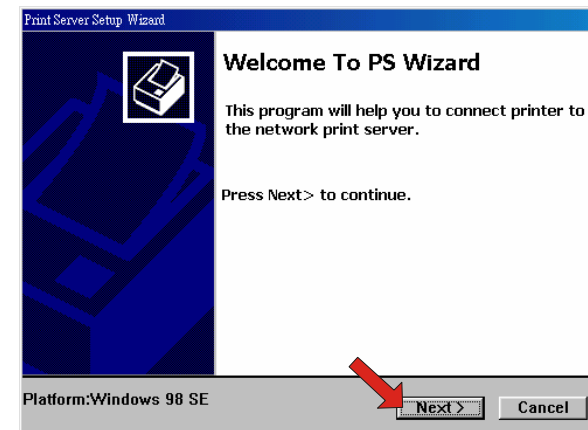 Print Server Setup Wizard
Welcome To PS Wizard
This program will help you to connect printer to
the network print server.
Press Next> to continue.
Platform:Windows 98 SE
Next >
Cancel